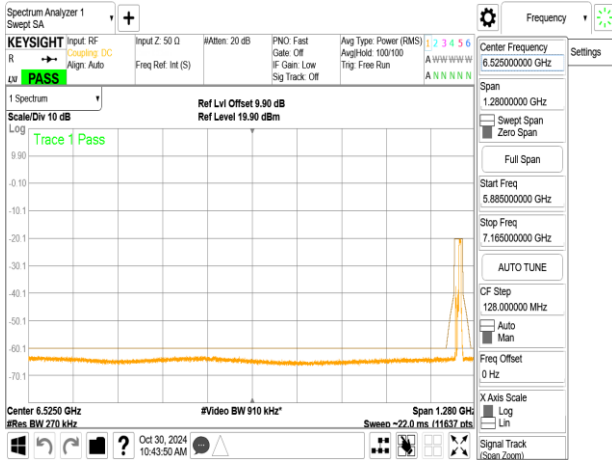 Spectrum Analyzer 1
Swept SA
Frequency
Settings
KEYSIGHT
R
LXI
PASS
Input: RF
Coupling: DC
Align: Auto
Input Z: 50 Ω
Freq Ref: Int (S)
#Atten: 20 dB
PNO: Fast
Gate: Off
IF Gain: Low
Sig Track: Off
Avg Type: Power (RMS)
Avg|Hold: 100/100
Trig: Free Run
1 2 3 4 5 6
A W W W W W
A N N N N N
1 Spectrum
Scale/Div 10 dB
Ref Lvl Offset 9.90 dB
Ref Level 19.90 dBm
Log
Trace 1 Pass
9.90
-0.10
-10.1
-20.1
-30.1
-40.1
-50.1
-60.1
-70.1
Center 6.5250 GHz
#Res BW 270 kHz
#Video BW 910 kHz*
Span 1.280 GHz
Sweep ~22.0 ms (11637 pts
Oct 30, 2024
10:43:50 AM
Center Frequency
6.525000000 GHz
Span
1.28000000 GHz
Swept Span
Zero Span
Full Span
Start Freq
5.885000000 GHz
Stop Freq
7.165000000 GHz
AUTO TUNE
CF Step
128.000000 MHz
Auto
Man
Freq Offset
0 Hz
X Axis Scale
Log
Lin
Signal Track
(Span Zoom)